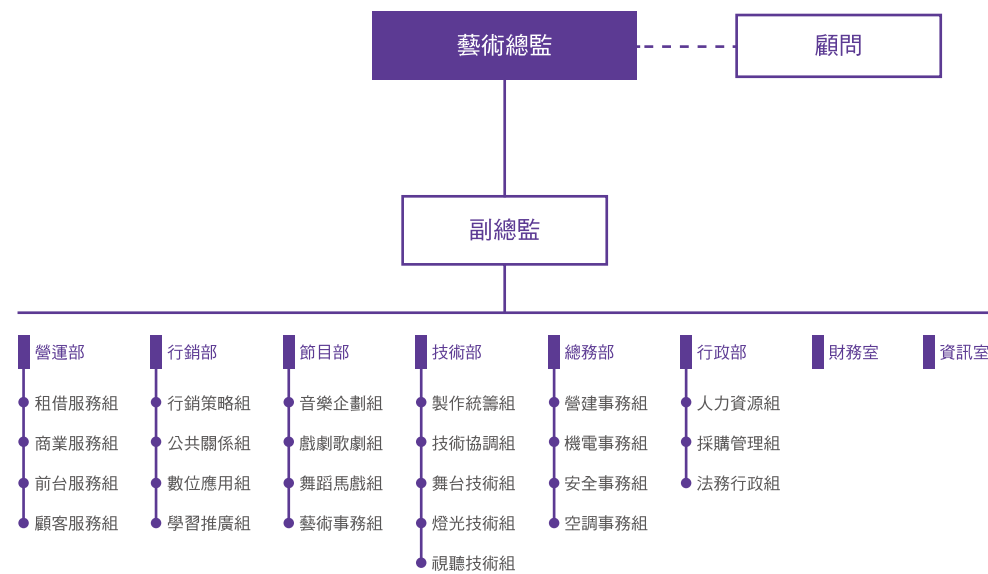 藝術總監
顧問
副總監
營運部
租借服務組
商業服務組
前台服務組
顧客服務組
行銷部
行銷策略組
公共關係組
數位應用組
學習推廣組
節目部
音樂企劃組
戲劇歌劇組
舞蹈馬戲組
藝術事務組
技術部
製作統籌組
技術協調組
舞台技術組
燈光技術組
視聽技術組
總務部
營建事務組
機電事務組
安全事務組
空調事務組
行政部
人力資源組
採購管理組
法務行政組
財務室
資訊室